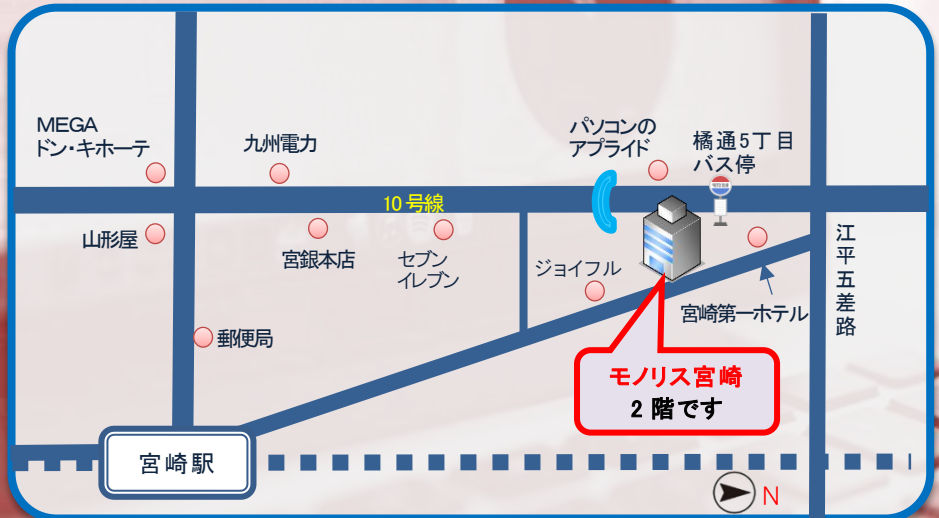 MEGA
ドン・キホーテ
九州電力
パソコンの
アプライド
橘通5丁目
バス停
10号線
山形屋
宮銀本店
セブン
イレブン
ジョイフル
江平五差路
宮崎第一ホテル
郵便局
モノリス宮崎
2階です
宮崎駅
N